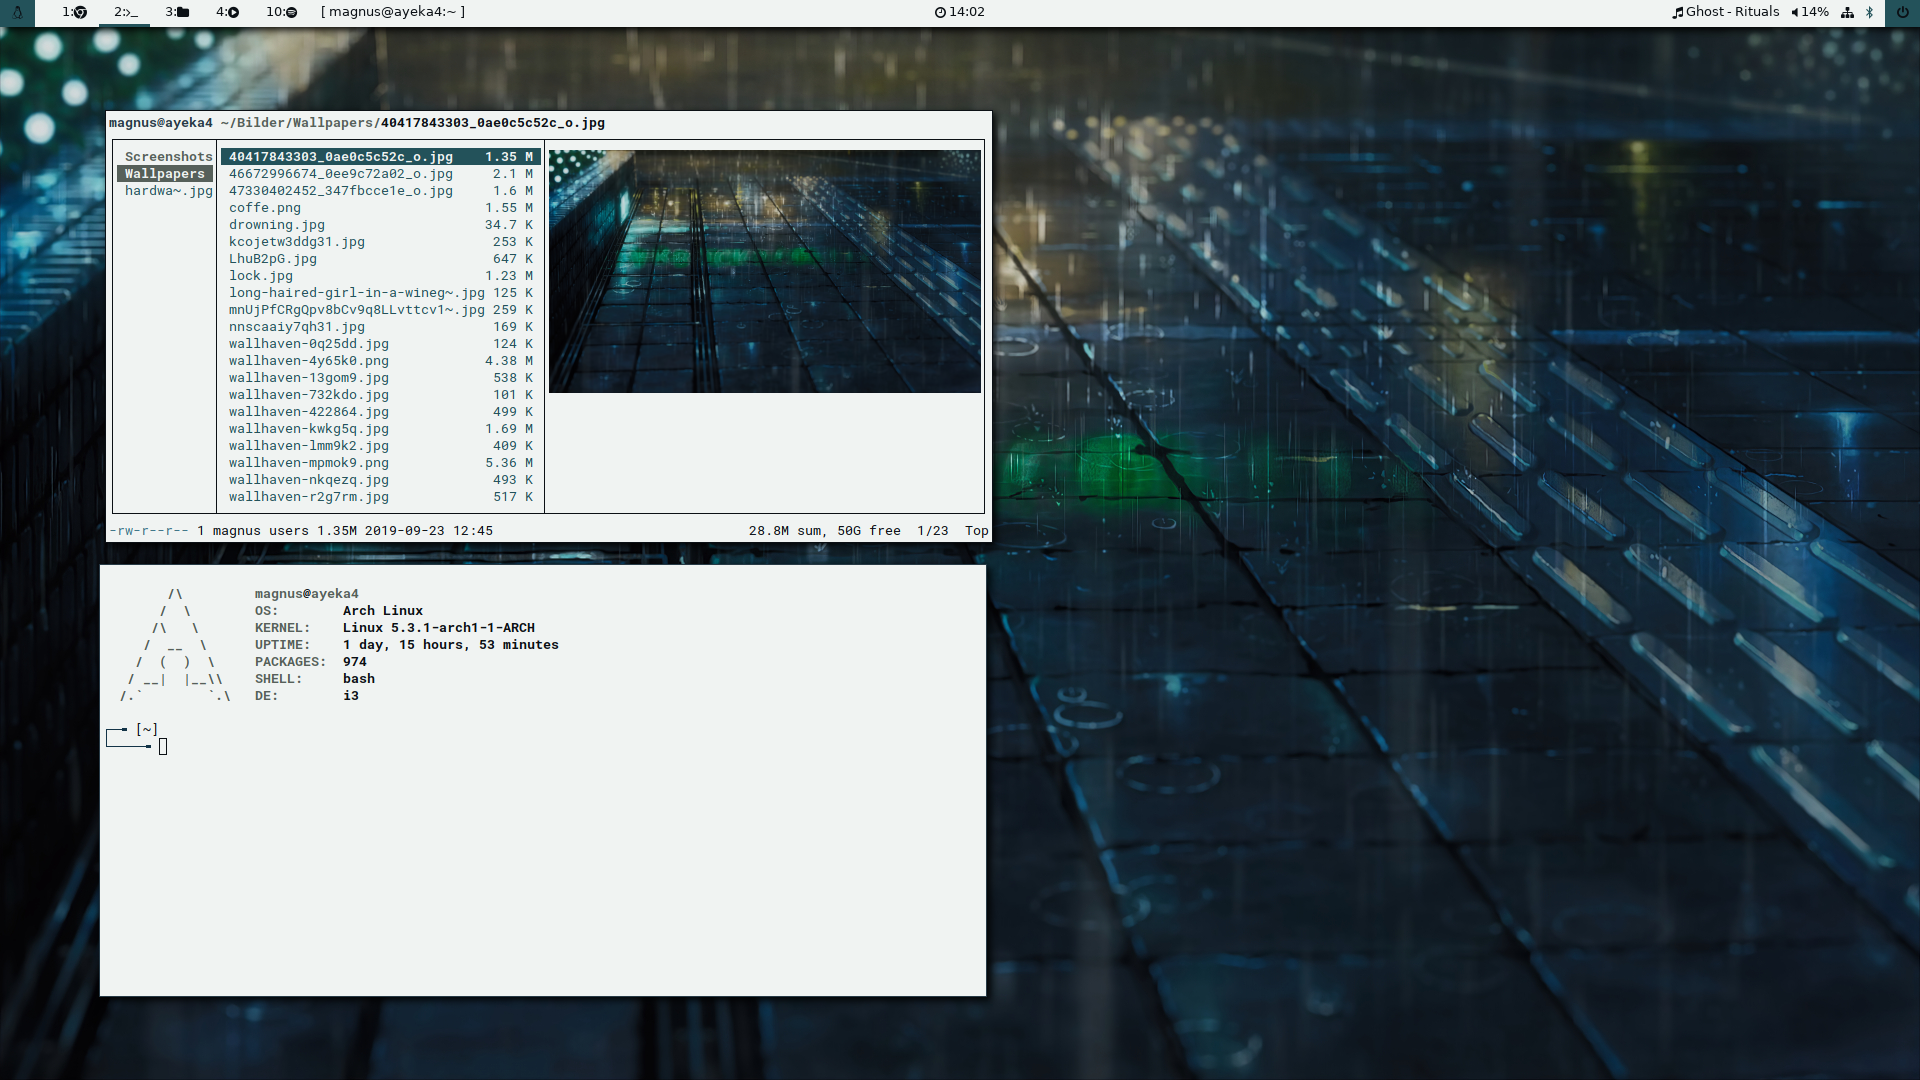 1: 2:>_ 3: 4: 10: [ magnus@ayeka4:~ ] 14:02 Ghost - Rituals 14%
magnus@ayeka4 ~/Bilder/Wallpapers/40417843303_0ae0c5c52c_o.jpg
Screenshots
Wallpapers
hardwa~.jpg
40417843303_0ae0c5c52c_o.jpg 1.35 M
46672996674_0ee9c72a02_o.jpg 2.1 M
47330402452_347fbcce1e_o.jpg 1.6 M
coffe.png 1.55 M
drowning.jpg 34.7 K
kcojetw3ddg31.jpg 253 K
LhuB2pG.jpg 647 K
lock.jpg 1.23 M
long-haired-girl-in-a-wineg~.jpg 125 K
mnUjPfCRgQpv8bCv9q8LLvttcv1~.jpg 259 K
nnscaaiy7qh31.jpg 169 K
wallhaven-0q25dd.jpg 124 K
wallhaven-4y65k0.png 4.38 M
wallhaven-13gom9.jpg 538 K
wallhaven-732kdo.jpg 101 K
wallhaven-422864.jpg 499 K
wallhaven-kwkg5q.jpg 1.69 M
wallhaven-lmm9k2.jpg 409 K
wallhaven-mpmok9.png 5.36 M
wallhaven-nkqezq.jpg 493 K
wallhaven-r2g7rm.jpg 517 K
-rw-r--r-- 1 magnus users 1.35M 2019-09-23 12:45 28.8M sum, 50G free 1/23 Top
magnus@ayeka4
OS: Arch Linux
KERNEL: Linux 5.3.1-arch1-1-ARCH
UPTIME: 1 day, 15 hours, 53 minutes
PACKAGES: 974
SHELL: bash
DE: i3
[~]